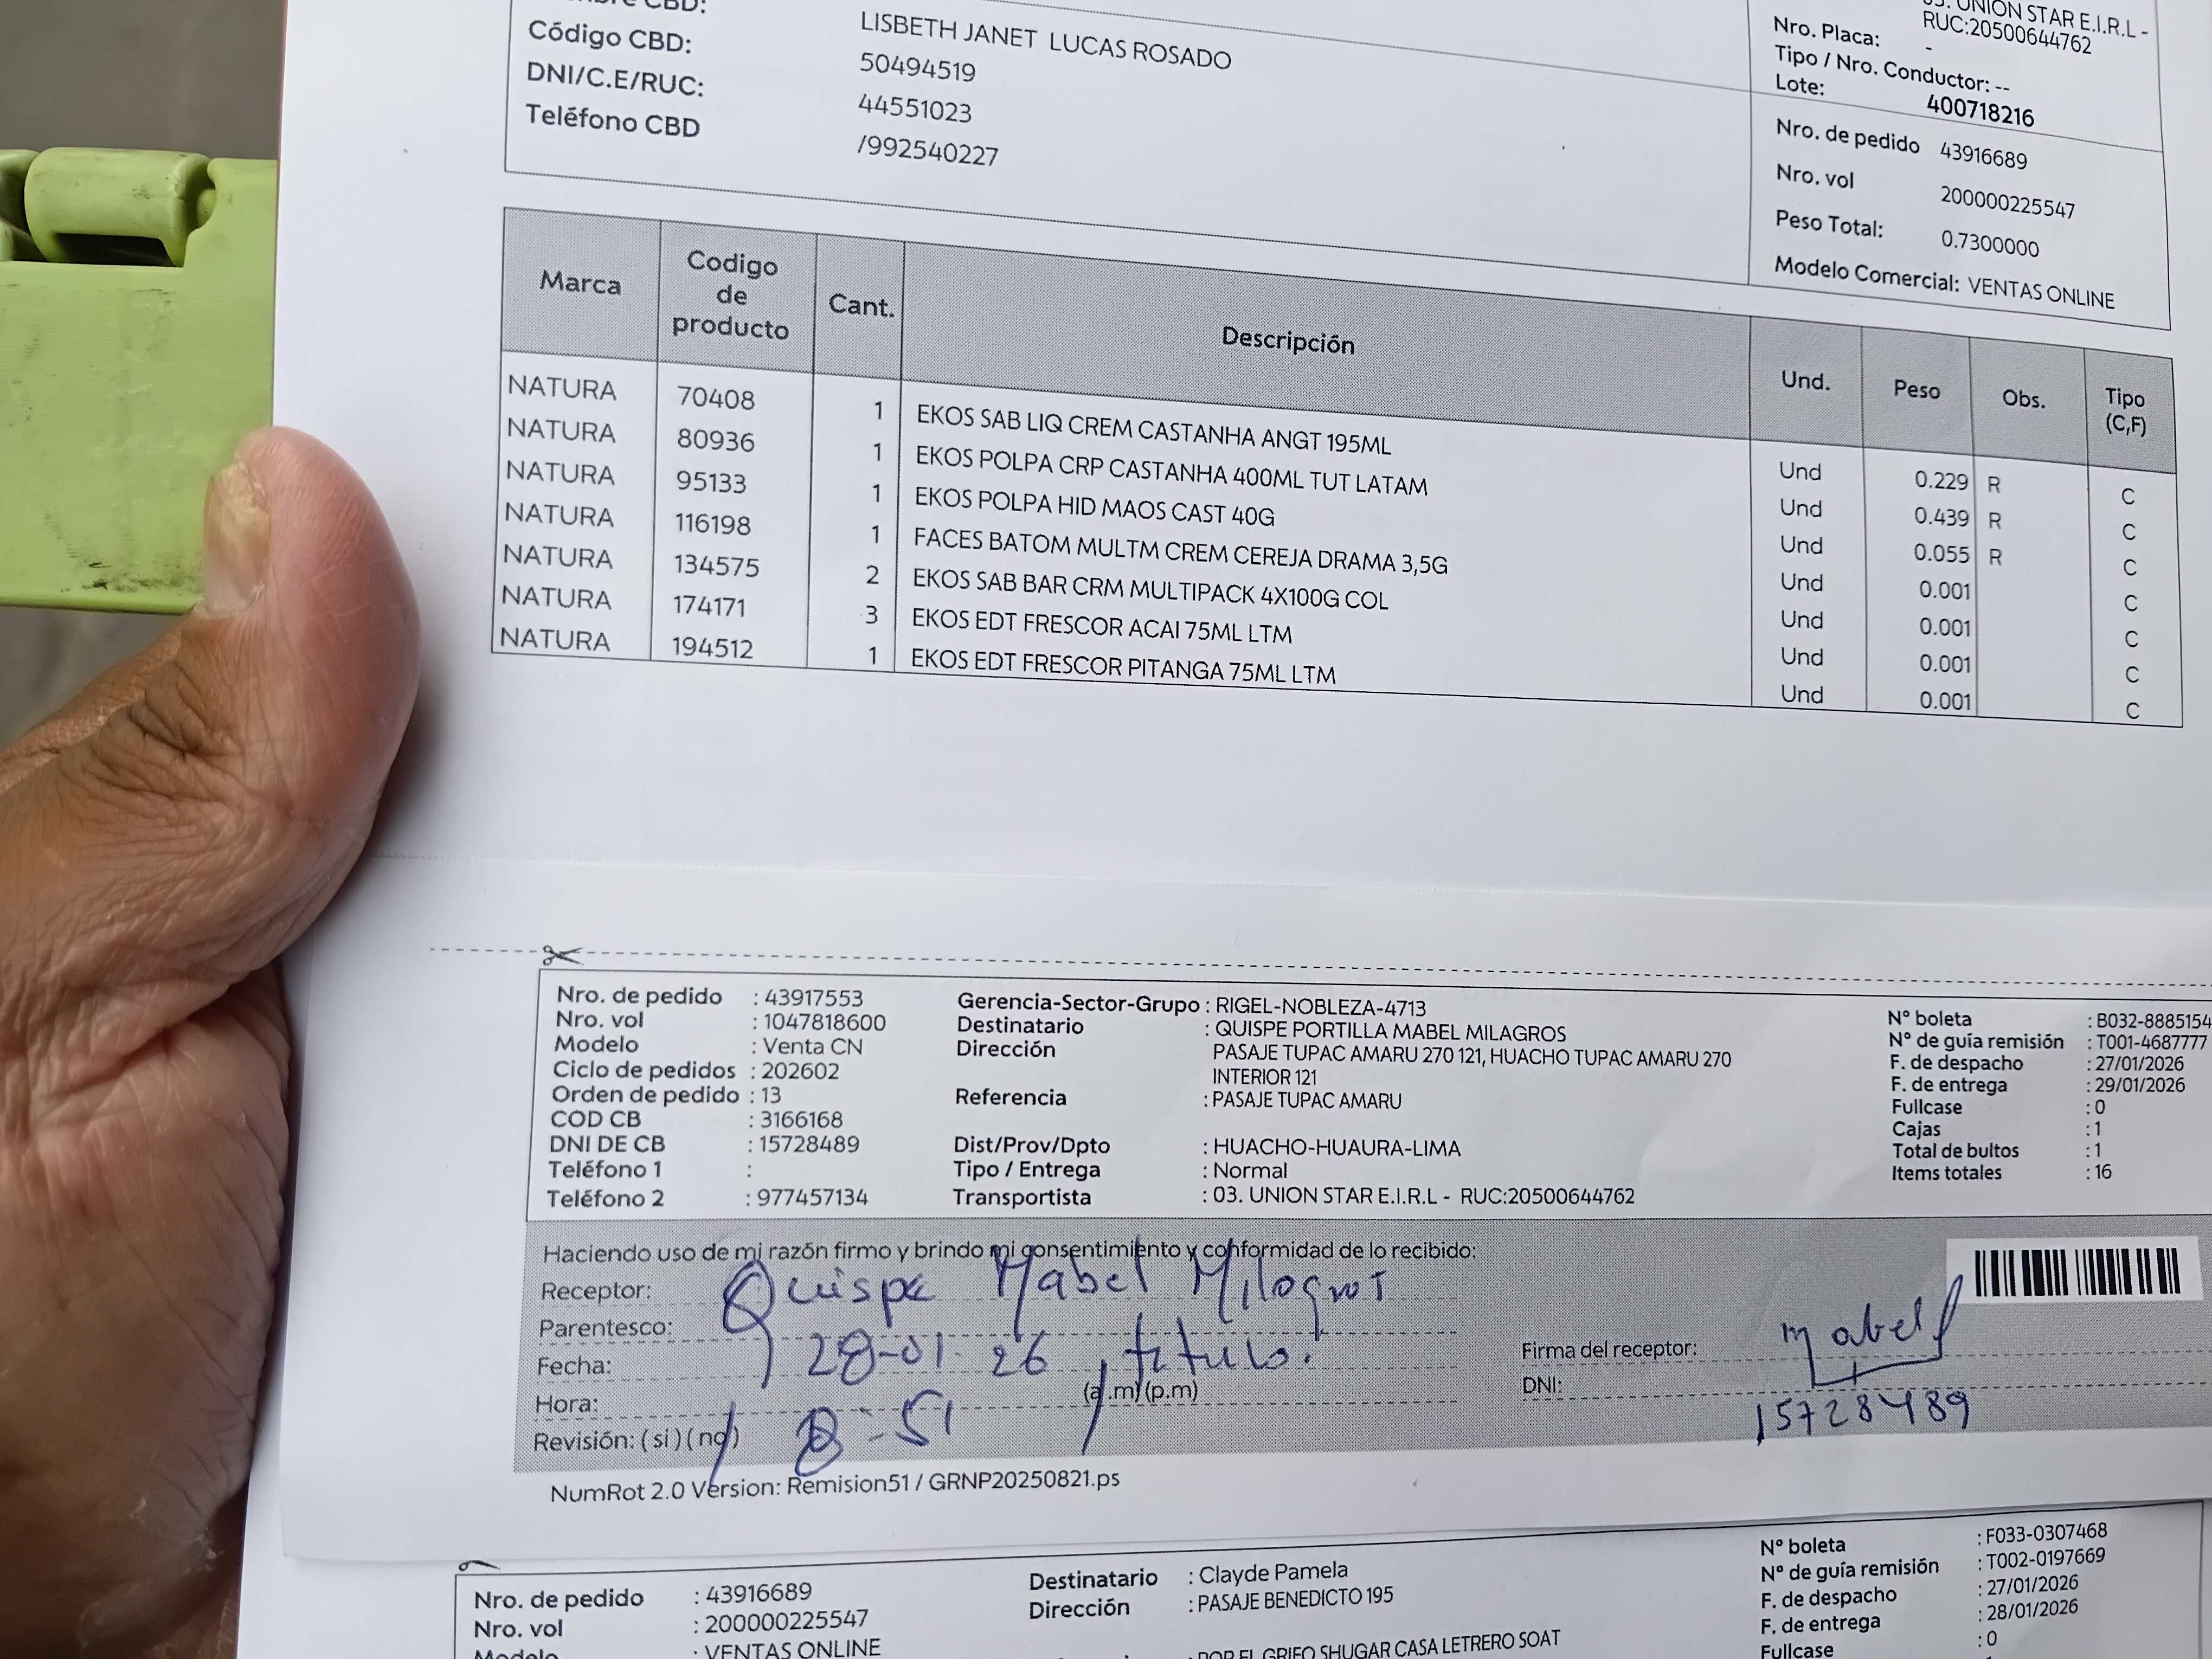 CBD:
LISBETH JANET LUCAS ROSADO
Código CBD:
50494519
DNI/C.E/RUC:
44551023
Teléfono CBD
/992540227
UNION STAR E.I.R.L -
RUC:20500644762
Nro. Placa: -
Tipo / Nro. Conductor: --
Lote: 400718216
Nro. de pedido 43916689
Nro. vol 200000225547
Peso Total: 0.7300000
Modelo Comercial: VENTAS ONLINE
Marca Codigo de producto Cant. Descripción Und. Peso Obs. Tipo (C,F)
NATURA 70408 1 EKOS SAB LIQ CREM CASTANHA ANGT 195ML Und 0.229 R C
NATURA 80936 1 EKOS POLPA CRP CASTANHA 400ML TUT LATAM Und 0.439 R C
NATURA 95133 1 EKOS POLPA HID MAOS CAST 40G Und 0.055 R C
NATURA 116198 1 FACES BATOM MULTM CREM CEREJA DRAMA 3,5G Und 0.001 C
NATURA 134575 2 EKOS SAB BAR CRM MULTIPACK 4X100G COL Und 0.001 C
NATURA 174171 3 EKOS EDT FRESCOR ACAI 75ML LTM Und 0.001 C
NATURA 194512 1 EKOS EDT FRESCOR PITANGA 75ML LTM Und 0.001 C
Nro. de pedido : 43917553
Nro. vol : 1047818600
Modelo : Venta CN
Ciclo de pedidos : 202602
Orden de pedido : 13
COD CB : 3166168
DNI DE CB : 15728489
Teléfono 1 :
Teléfono 2 : 977457134
Gerencia-Sector-Grupo : RIGEL-NOBLEZA-4713
Destinatario : QUISPE PORTILLA MABEL MILAGROS
Dirección PASAJE TUPAC AMARU 270 121, HUACHO TUPAC AMARU 270
INTERIOR 121
Referencia : PASAJE TUPAC AMARU
Dist/Prov/Dpto : HUACHO-HUAURA-LIMA
Tipo / Entrega : Normal
Transportista : 03. UNION STAR E.I.R.L - RUC:20500644762
N° boleta : B032-8885154
N° de guía remisión : T001-4687777
F. de despacho : 27/01/2026
F. de entrega : 29/01/2026
Fullcase : 0
Cajas : 1
Total de bultos : 1
Items totales : 16
Haciendo uso de mi razón firmo y brindo mi consentimiento y conformidad de lo recibido:
Receptor: Quispe Mabel Milagros
Parentesco:
Fecha: 28-01-26, titulo.
Hora: 8:51 (a.m) (p.m)
Revisión: (si) (no)
Firma del receptor: mabel
DNI: 15728489
NumRot 2.0 Version: Remision51 / GRNP20250821.ps
Nro. de pedido : 43916689
Nro. vol : 200000225547
Modelo : VENTAS ONLINE
Destinatario : Clayde Pamela
Dirección : PASAJE BENEDICTO 195
POR EL GRIFO SHUGAR CASA LETRERO SOAT
N° boleta : F033-0307468
N° de guía remisión : T002-0197669
F. de despacho : 27/01/2026
F. de entrega : 28/01/2026
Fullcase : 0